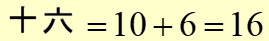 十六 = 10 + 6 = 16